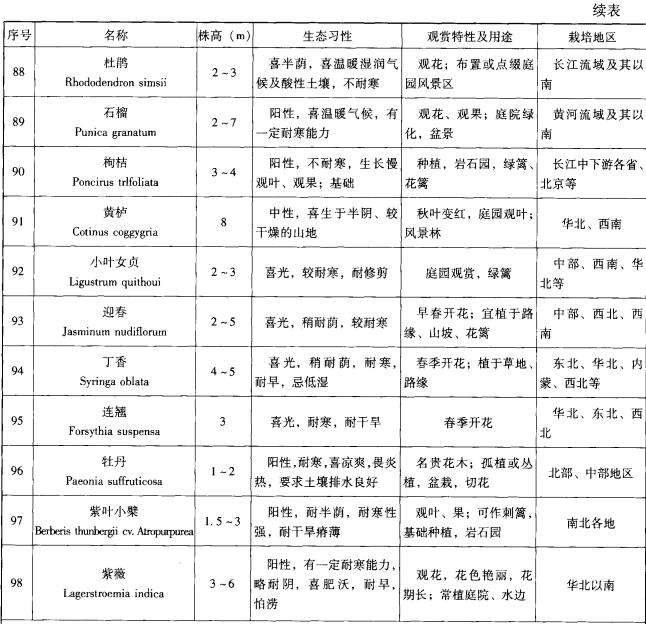 续表
序号 名称 株高（m） 生态习性 观赏特性及用途 栽培地区
88 杜鹃 Rhododendron simsii 2～3 喜半荫，喜温暖湿润气候及酸性土壤，不耐寒 观花；布置或点缀庭园风景区 长江流域及其以南
89 石榴 Punica granatum 2～7 阳性，喜温暖气候，有一定耐寒能力 观花、观果；庭院绿化，盆景 黄河流域及其以南
90 枸桔 Poncirus trlfoliata 3～4 阳性，不耐寒，生长慢观叶、观果；基础 种植，岩石园，绿篱、花篱 长江中下游各省、北京等
91 黄栌 Cotinus coggygria 8 中性，喜生于半阴、较干燥的山地 秋叶变红，庭园观叶；风景林 华北、西南
92 小叶女贞 Ligustrum quithoui 2～3 喜光，较耐寒，耐修剪 庭园观赏，绿篱 中部、西南、华北等
93 迎春 Jasminum nudiflorum 2～5 喜光，稍耐荫，较耐寒 早春开花；宜植于路缘、山坡、花篱 中部、西北、西南
94 丁香 Syringa oblata 4～5 喜光，稍耐荫，耐寒，耐旱，忌低湿 春季开花；植于草地、路缘 东北、华北、内蒙、西北等
95 连翘 Forsythia suspensa 3 喜光，耐寒，耐干旱 春季开花 华北、东北、西北
96 牡丹 Paeonia suffruticosa 1～2 阳性，耐寒，喜凉爽，畏炎热，要求土壤排水良好 名贵花木；孤植或丛植，盆栽，切花 北部、中部地区
97 紫叶小檗 Berberis thunbergii cv. Atropurpurea 1.5～3 阳性，耐半荫，耐寒性强，耐干旱瘠薄 观叶、果；可作刺篱，基础种植，岩石园 南北各地
98 紫薇 Lagerstroemia indica 3～6 阳性，有一定耐寒能力，略耐阴，喜肥沃，耐旱，怕涝 观花，花色艳丽，花期长；常植庭院、水边 华北以南